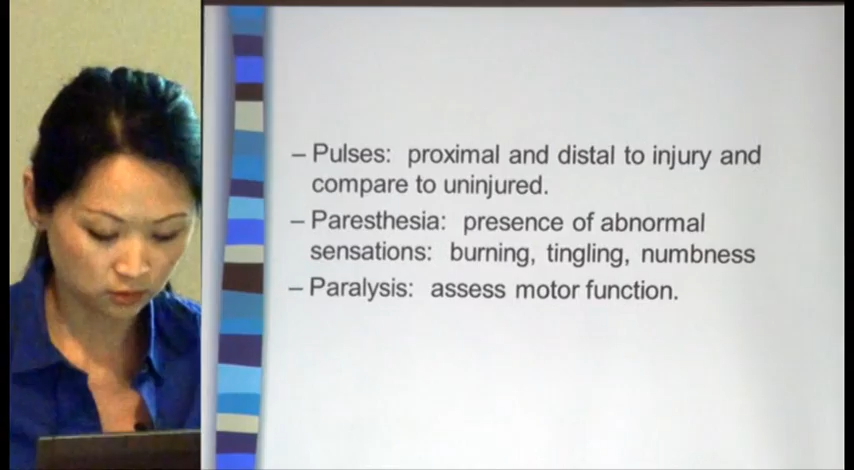 – Pulses: proximal and distal to injury and
compare to uninjured.
– Paresthesia: presence of abnormal
sensations: burning, tingling, numbness
– Paralysis: assess motor function.